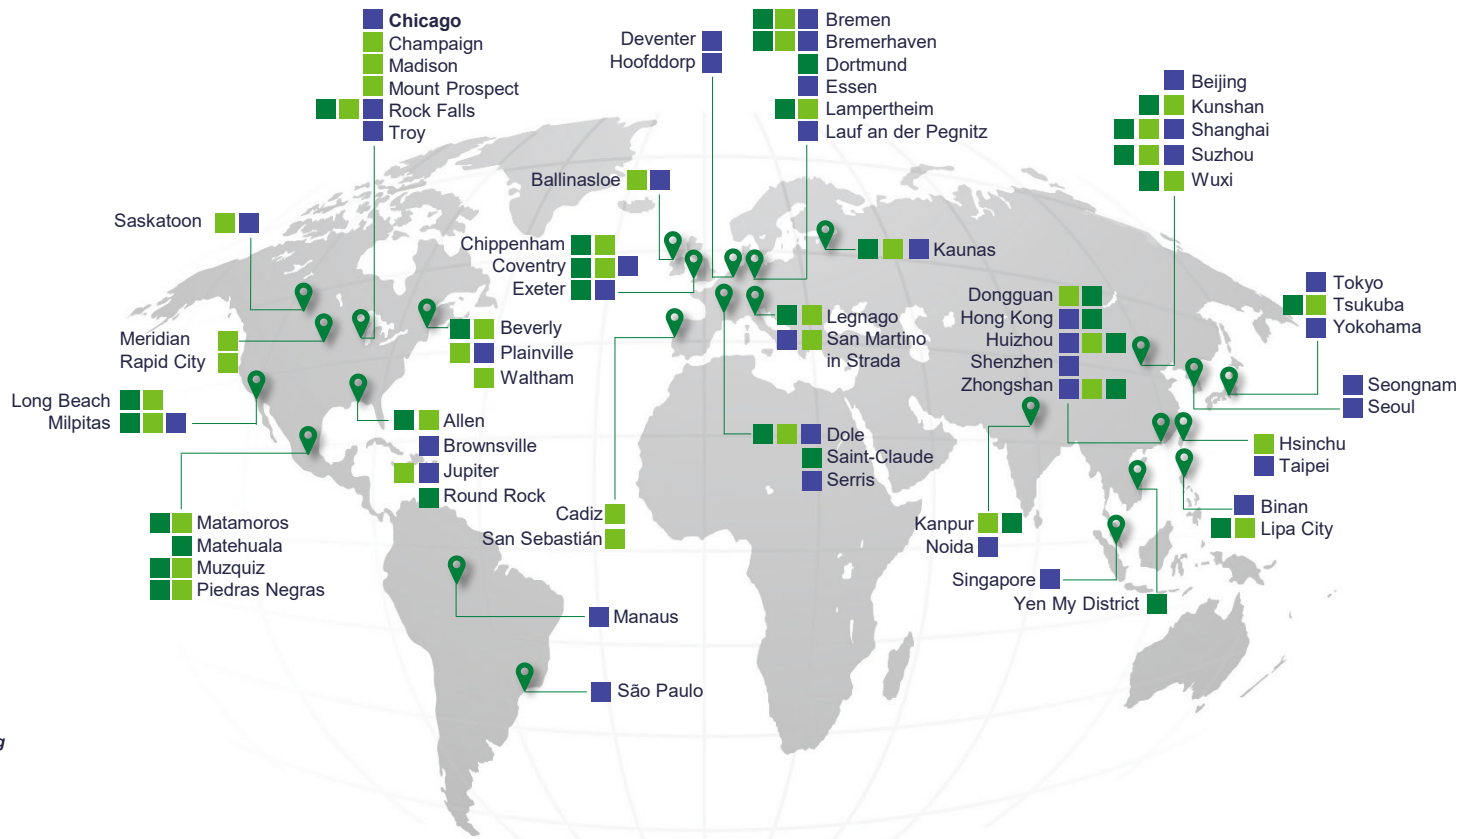 Chicago
Champaign
Madison
Mount Prospect
Rock Falls
Troy
Deventer
Hoofddorp
Bremen
Bremerhaven
Dortmund
Essen
Lampertheim
Lauf an der Pegnitz
Beijing
Kunshan
Shanghai
Suzhou
Wuxi
Ballinasloe
Saskatoon
Chippenham
Coventry
Exeter
Kaunas
Tokyo
Tsukuba
Yokohama
Dongguan
Hong Kong
Huizhou
Shenzhen
Zhongshan
Meridian
Rapid City
Beverly
Plainville
Waltham
Legnago
San Martino
in Strada
Long Beach
Milpitas
Seongnam
Seoul
Allen
Brownsville
Jupiter
Round Rock
Dole
Saint-Claude
Serris
Hsinchu
Taipei
Cadiz
San Sebastián
Binan
Lipa City
Matamoros
Matehuala
Muzquiz
Piedras Negras
Kanpur
Noida
Singapore
Yen My District
Manaus
São Paulo